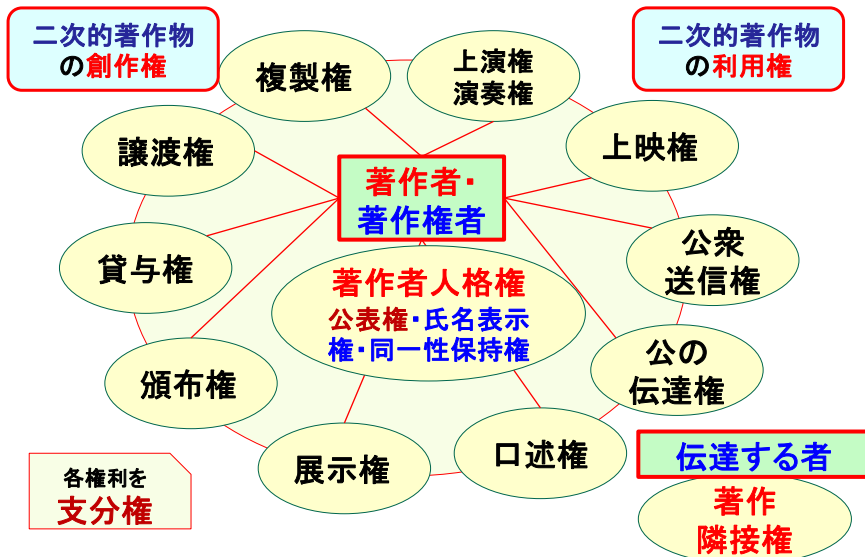 二次的著作物
の創作権
二次的著作物
の利用権
複製権
上演権
演奏権
譲渡権
上映権
著作者・
著作権者
貸与権
公衆
送信権
著作者人格権
公表権・氏名表示
権・同一性保持権
頒布権
公の
伝達権
展示権
口述権
各権利を
支分権
伝達する者
著作
隣接権